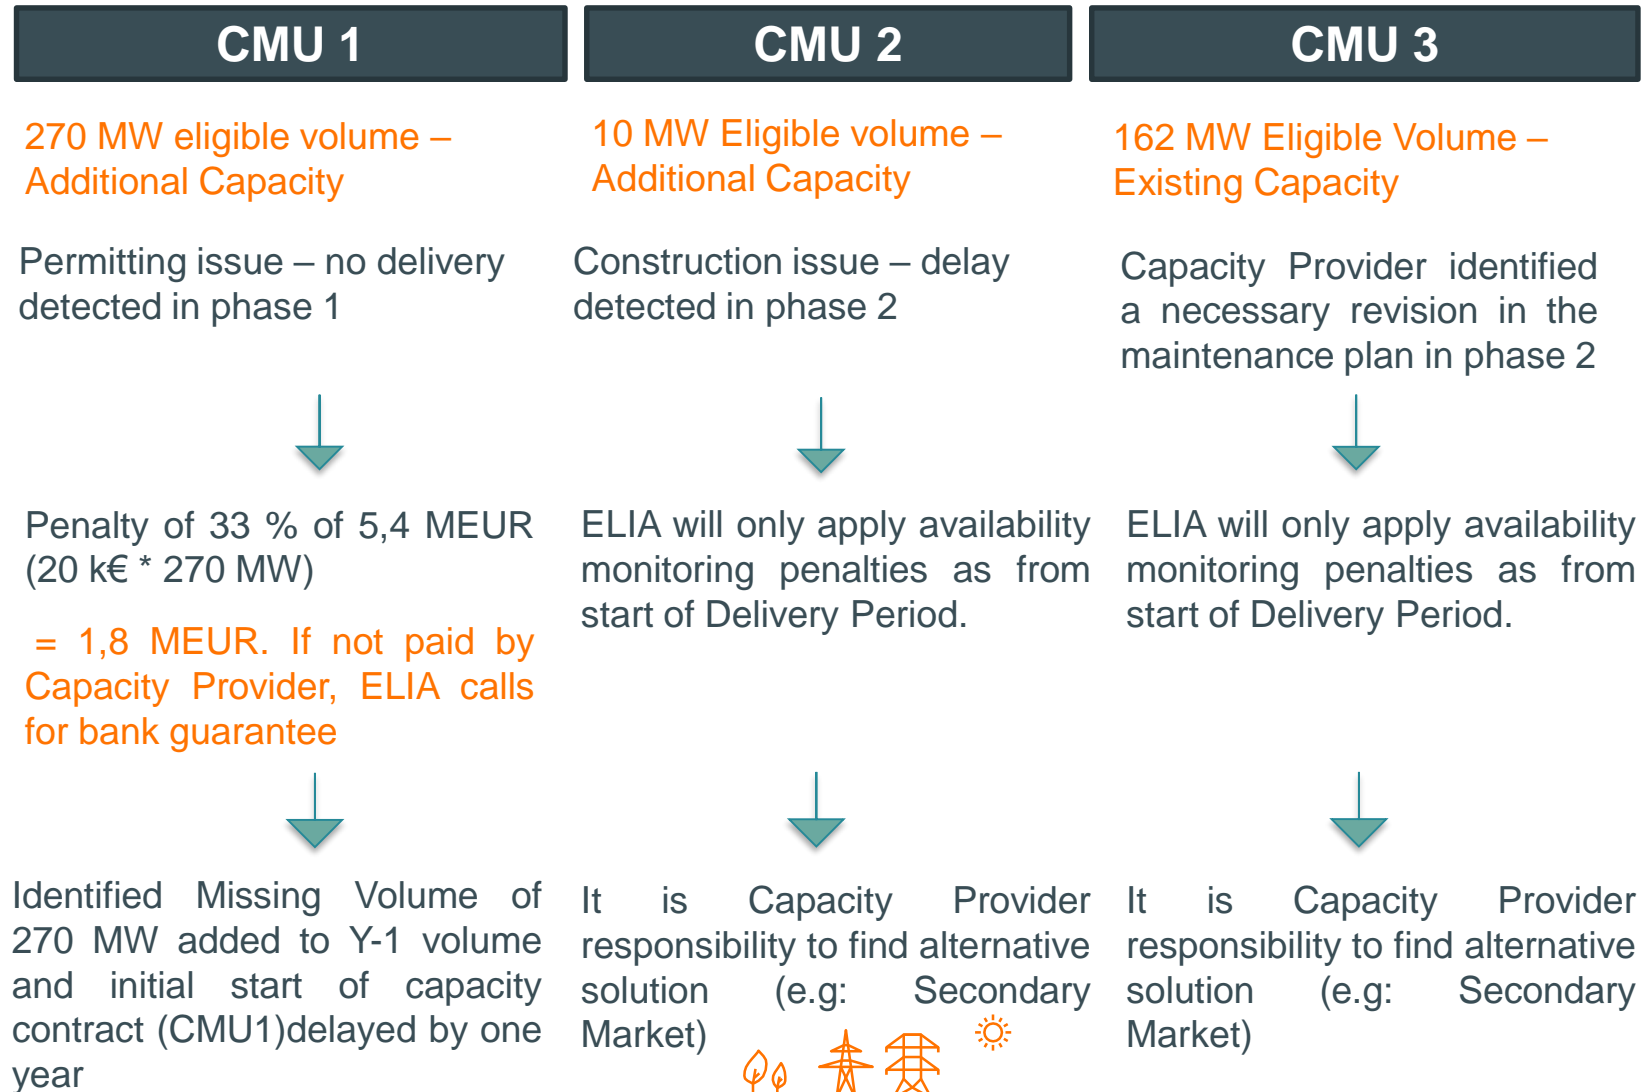 CMU 1
270 MW eligible volume –
Additional Capacity
Permitting issue – no delivery
detected in phase 1
Penalty of 33 % of 5,4 MEUR
(20 k€ * 270 MW)
= 1,8 MEUR. If not paid by
Capacity Provider, ELIA calls
for bank guarantee
Identified Missing Volume of
270 MW added to Y-1 volume
and initial start of capacity
contract (CMU1)delayed by one
year
CMU 2
10 MW Eligible volume –
Additional Capacity
Construction issue – delay
detected in phase 2
ELIA will only apply availability
monitoring penalties as from
start of Delivery Period.
It is Capacity Provider
responsibility to find alternative
solution (e.g: Secondary
Market)
CMU 3
162 MW Eligible Volume –
Existing Capacity
Capacity Provider identified
a necessary revision in the
maintenance plan in phase 2
ELIA will only apply availability
monitoring penalties as from
start of Delivery Period.
It is Capacity Provider
responsibility to find alternative
solution (e.g: Secondary
Market)